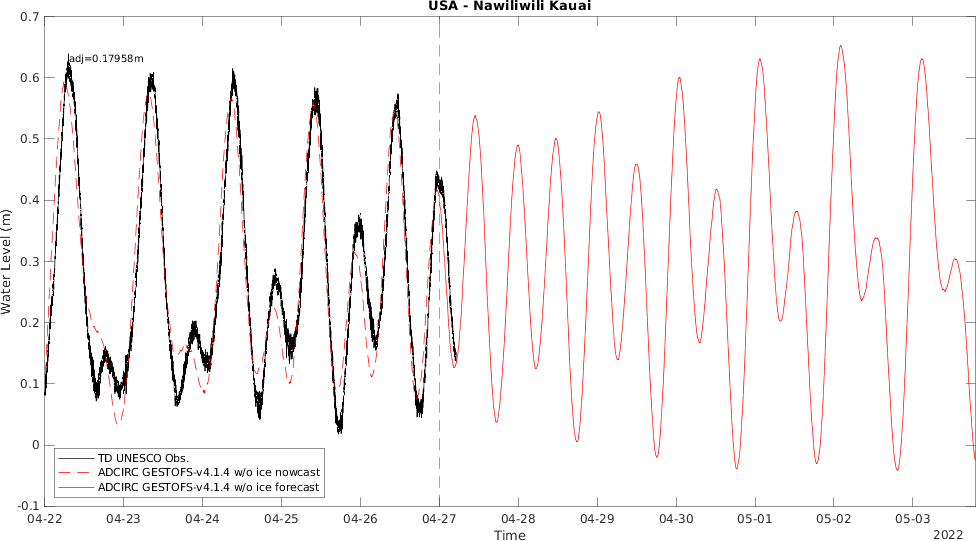 USA - Nawiliwili Kauai
0.7
0.6
0.5
0.4
0.3
0.2
0.1
0
-0.1
Water Level (m)
adj=0.17958m
TD UNESCO Obs.
ADCIRC GESTOFS-v4.1.4 w/o ice nowcast
ADCIRC GESTOFS-v4.1.4 w/o ice forecast
04-22 04-23 04-24 04-25 04-26 04-27 04-28 04-29 04-30 05-01 05-02 05-03
Time
2022